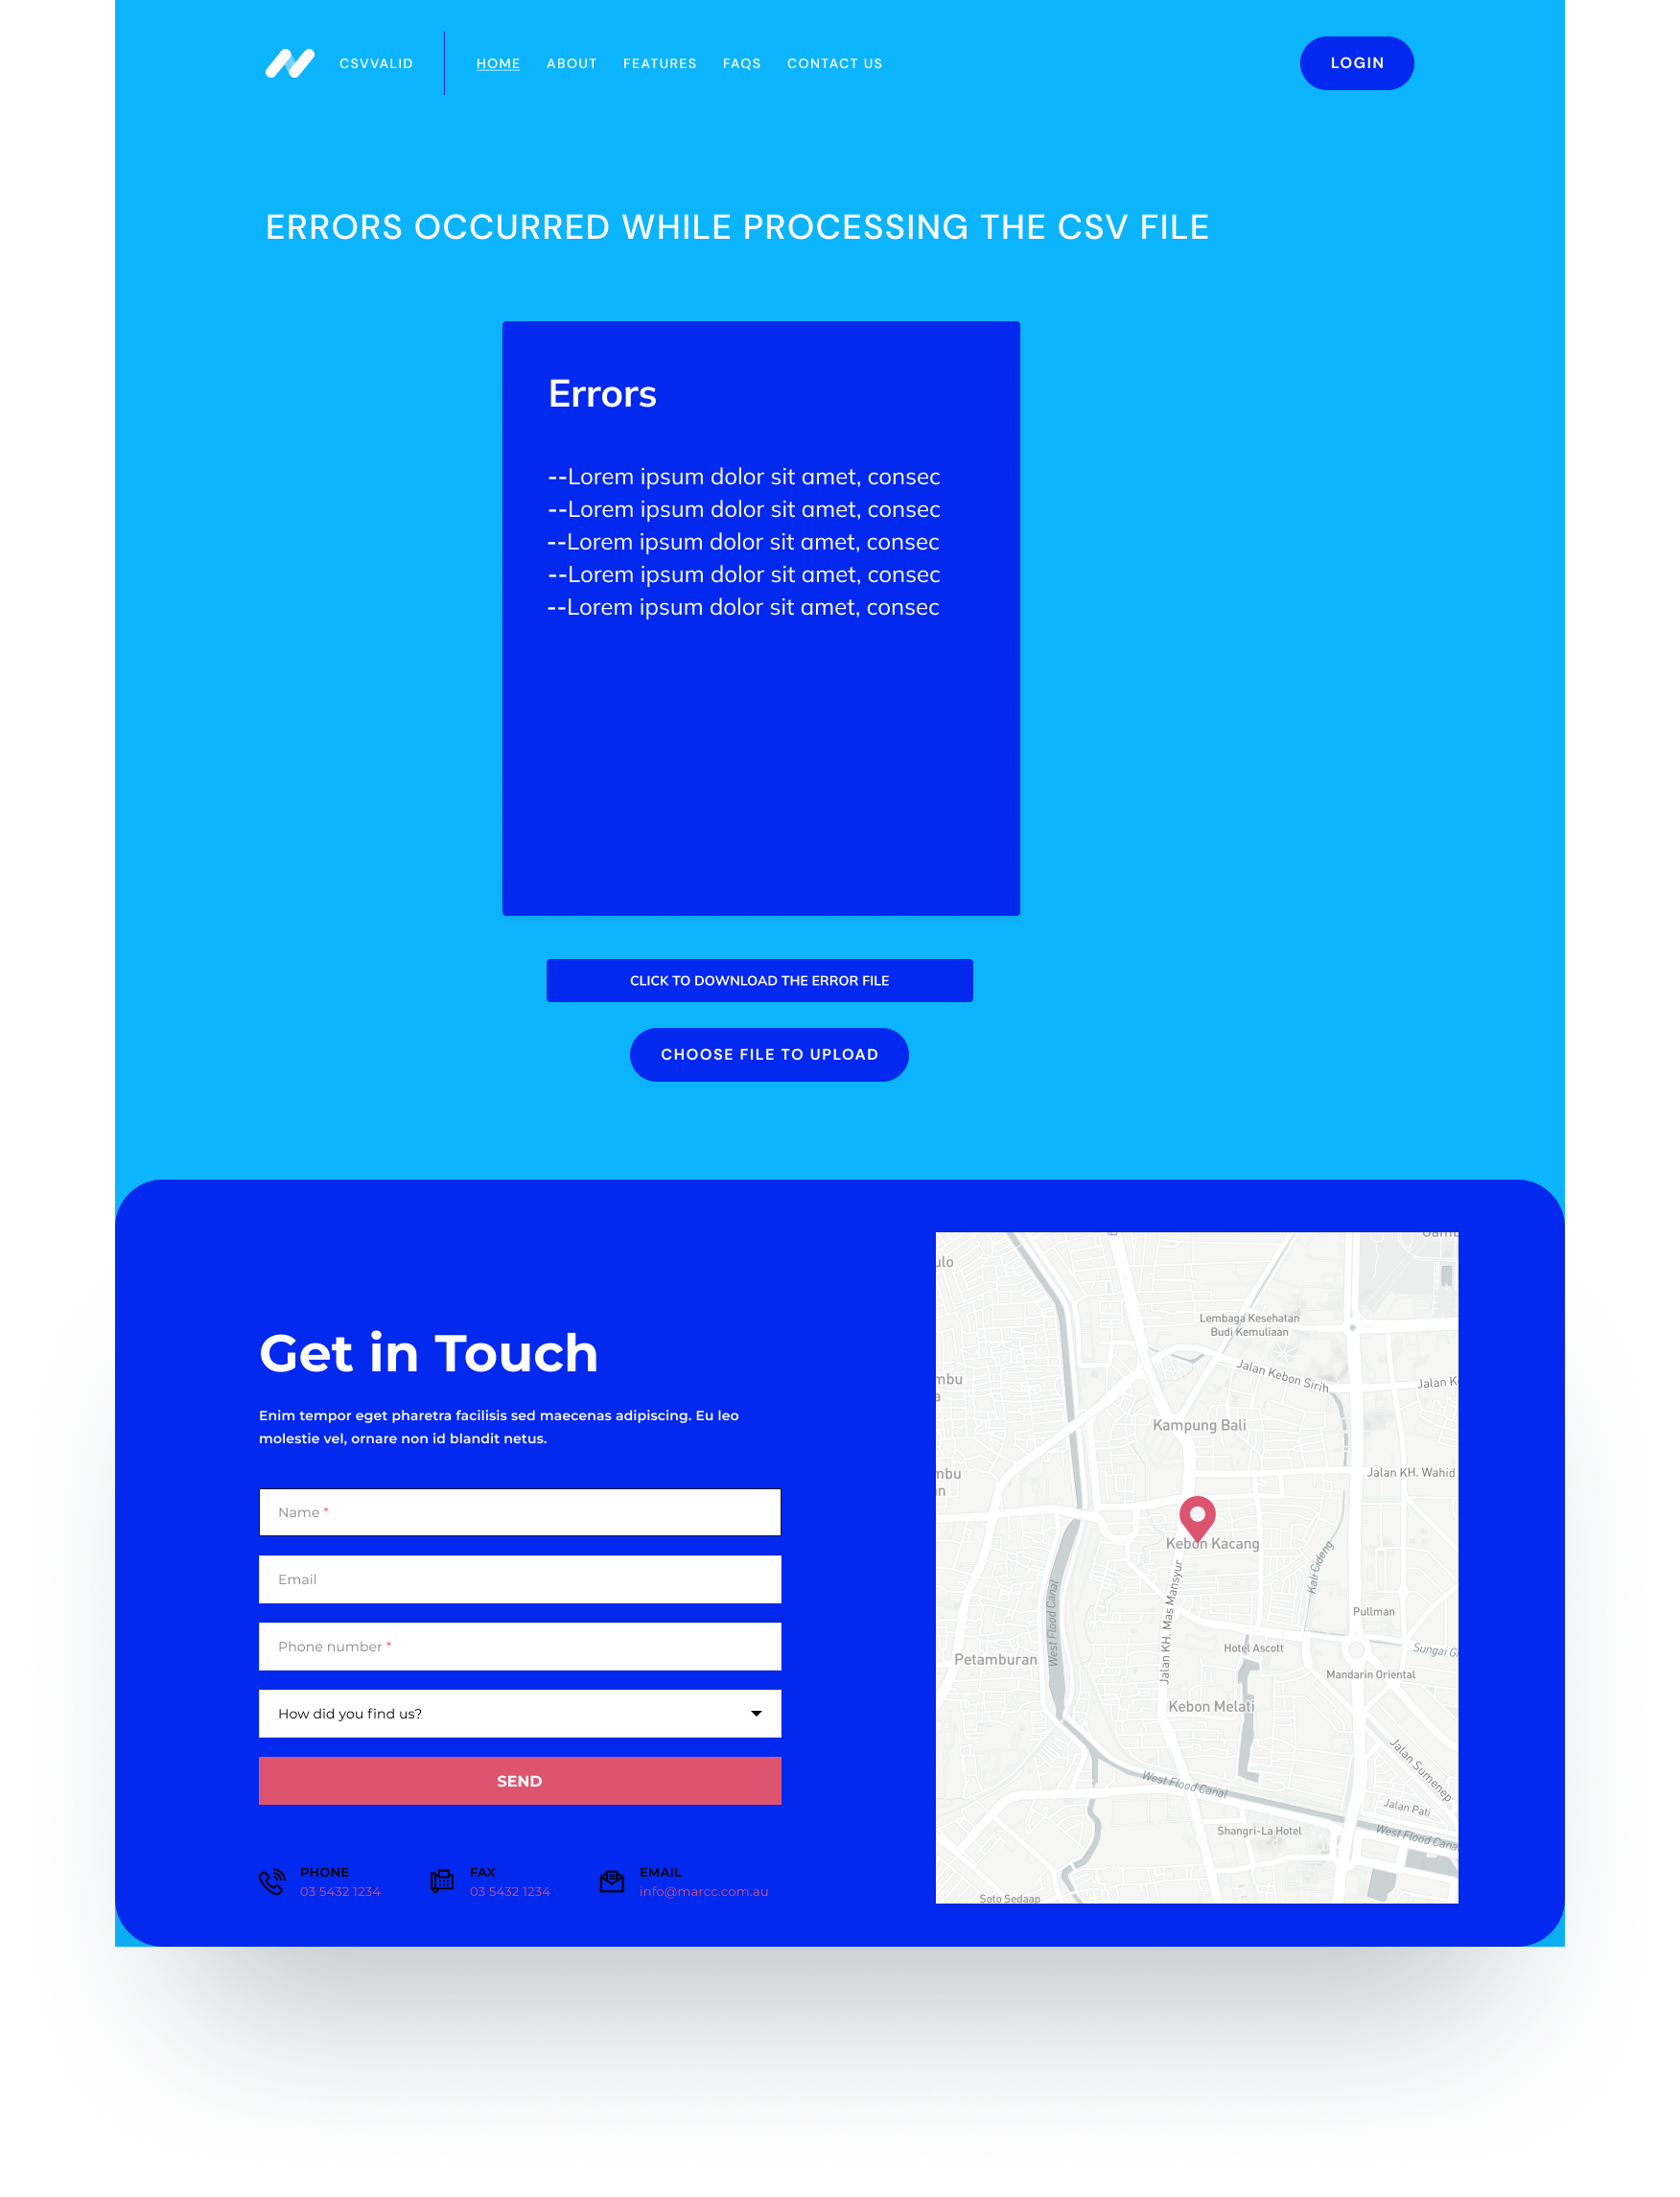 CSVVALID
HOME ABOUT FEATURES FAQS CONTACT US
LOGIN
ERRORS OCCURRED WHILE PROCESSING THE CSV FILE
Errors
--Lorem ipsum dolor sit amet, consec
--Lorem ipsum dolor sit amet, consec
--Lorem ipsum dolor sit amet, consec
--Lorem ipsum dolor sit amet, consec
--Lorem ipsum dolor sit amet, consec
CLICK TO DOWNLOAD THE ERROR FILE
CHOOSE FILE TO UPLOAD
Get in Touch
Enim tempor eget pharetra facilisis sed maecenas adipiscing. Eu leo
molestie vel, ornare non id blandit netus.
Name *
Email
Phone number *
How did you find us?
SEND
PHONE
03 5432 1234
FAX
03 5432 1234
EMAIL
info@marcc.com.au
Lembaga Kesehatan
Budi Kemuliaan
Jalan Kebon Sirih
Jalan K
Kampung Bali
Jalan KH. Wahid
Kebon Kacang
Kali Cideng
West Flood Canal
Jalan KH. Mas Mansyur
Pullman
Hotel Ascott
Sungai G
Petamburan
Mandarin Oriental
Kebon Melati
Jalan Sumenep
West Flood Canal
Jalan Pati
Shangri-La Hotel
West Flood Cana
Soto Sedaap